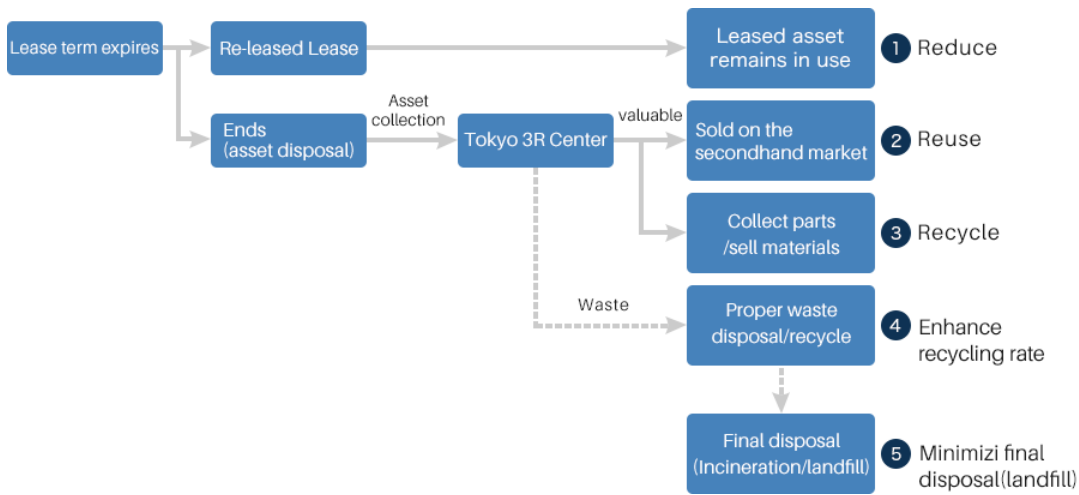 Lease term expires
Re-released Lease
Leased asset
remains in use
1 Reduce
Ends
(asset disposal)
Asset
collection
Tokyo 3R Center
valuable
Sold on the
secondhand market
2 Reuse
Collect parts
/sell materials
3 Recycle
Waste
Proper waste
disposal/recycle
4 Enhance
recycling rate
Final disposal
(Incineration/landfill)
5 Minimizi final
disposal(landfill)